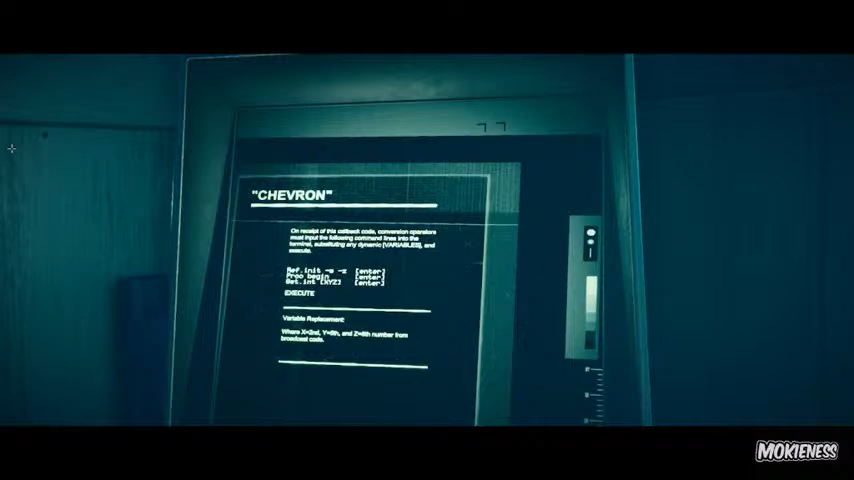 "CHEVRON"
On receipt of this callback code, conversion operators
must input the following command lines into the
terminal, substituting any dynamic [VARIABLES], and
execute.
Ref.init -s -z [enter]
Proc begin [enter]
Ret.int [XYZ] [enter]
EXECUTE
Variable Replacement:
Where X=2nd, Y=8th, and Z=6th number from
broadcast code.
MOKIENESS